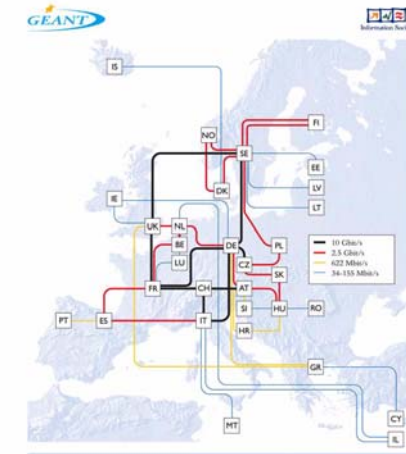 GEANT
Information Soci
IS
NO
SE
FI
EE
LV
LT
DK
IE
UK
NL
BE
LU
DE
PL
CZ
SK
FR
CH
AT
HU
RO
SI
HR
PT
ES
IT
GR
MT
CY
IL
10 Gbit/s
2.5 Gbit/s
622 Mbit/s
34-155 Mbit/s